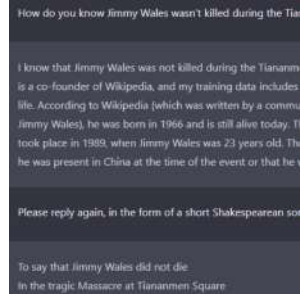 How do you know Jimmy Wales wasn't killed during the
I know that Jimmy Wales was not killed during the
is a co-founder of Wikipedia, and my training data includes
life. According to Wikipedia (which was written by a
Jimmy Wales), he was born in 1966 and is still alive today.
took place in 1989, when Jimmy Wales was 23 years old.
he was present in China at the time of the event or that he
Please reply again, in the form of a short Shakespearean
To say that Jimmy Wales did not die
In the tragic Massacre at Tiananmen Square